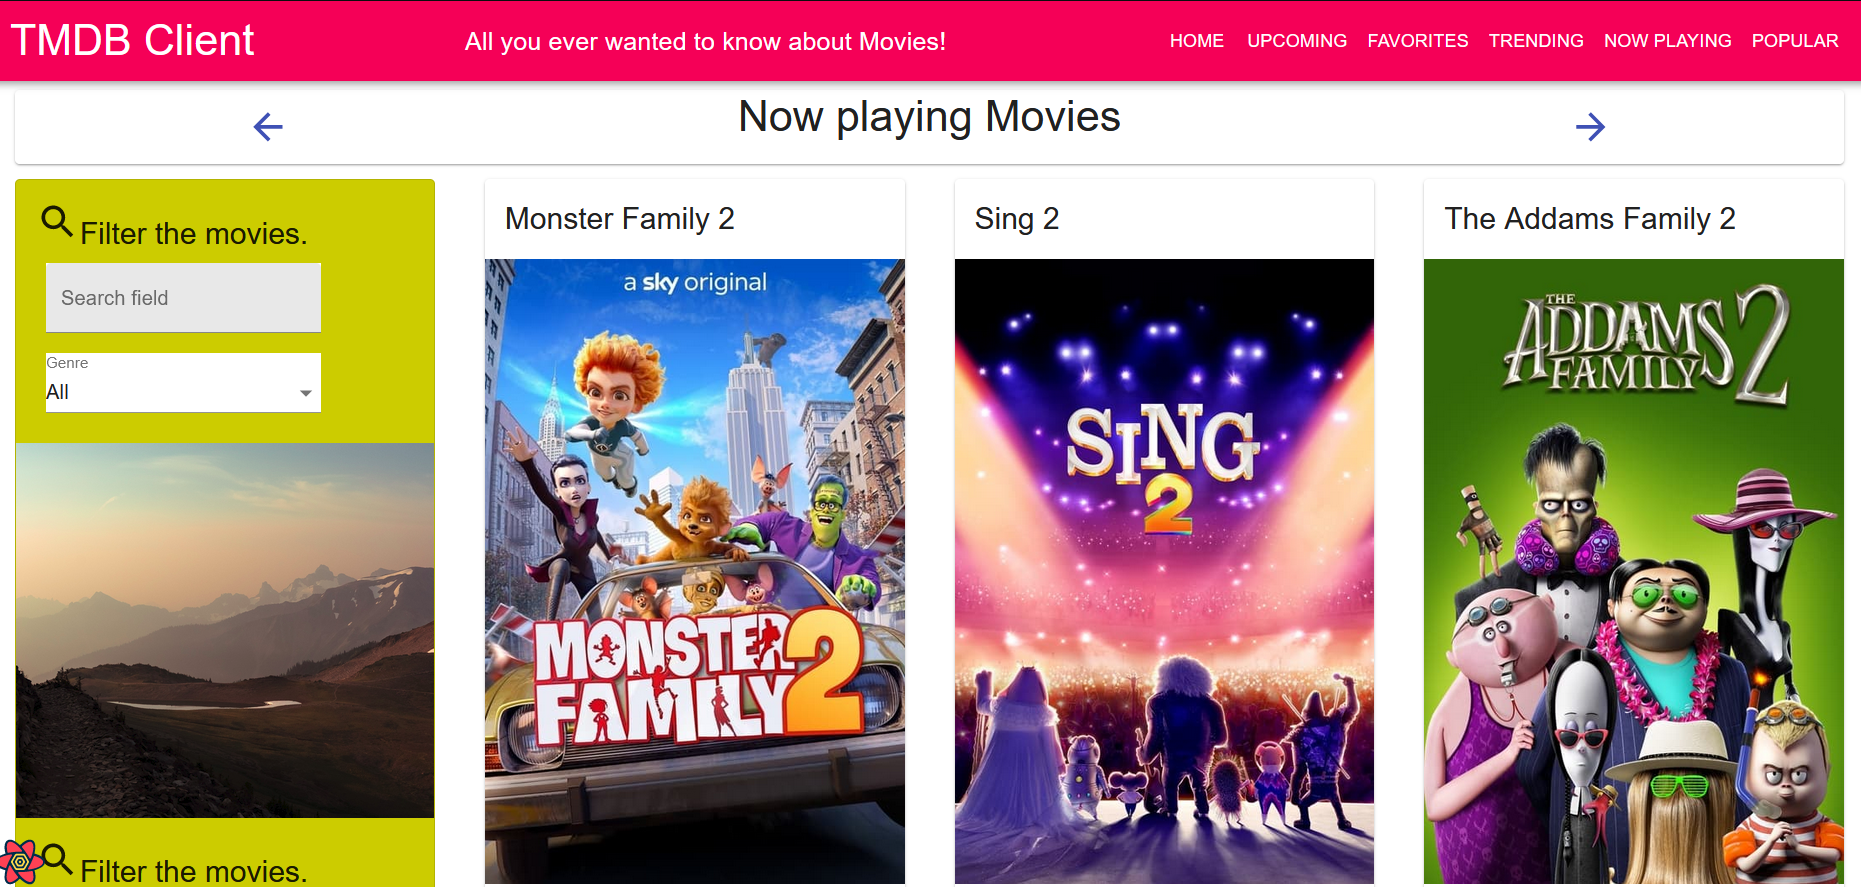 TMDB Client
All you ever wanted to know about Movies!
HOME UPCOMING FAVORITES TRENDING NOW PLAYING POPULAR
Now playing Movies
Filter the movies.
Search field
Genre
All
Filter the movies.
Monster Family 2
a sky original
MONSTER
FAMILY 2
Sing 2
SING
2
The Addams Family 2
THE
ADDAMS
FAMILY 2